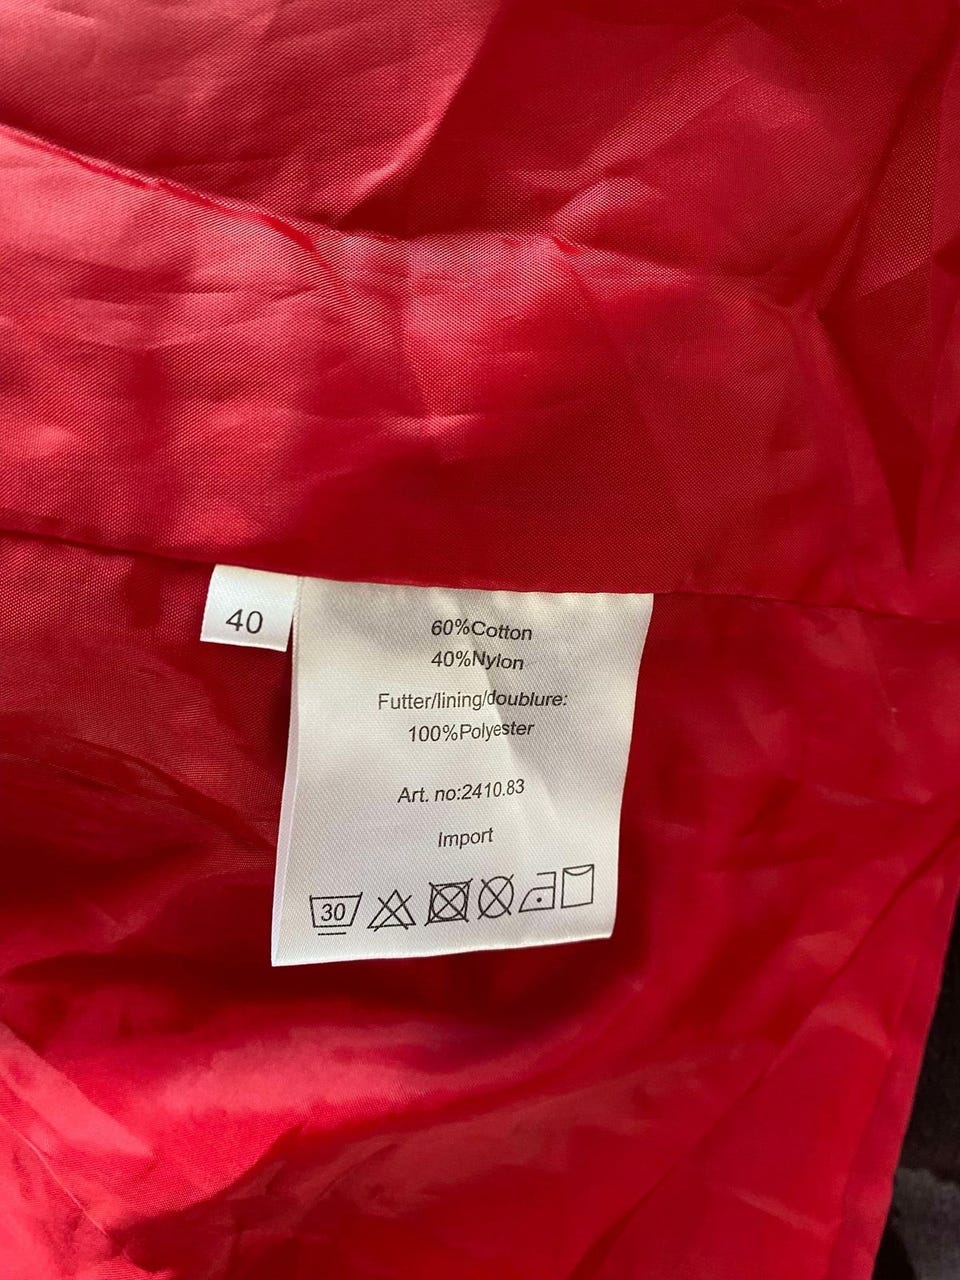 40
60%Cotton
40%Nylon
Futter/lining/doublure:
100%Polyester
Art. no:2410.83
Import
30